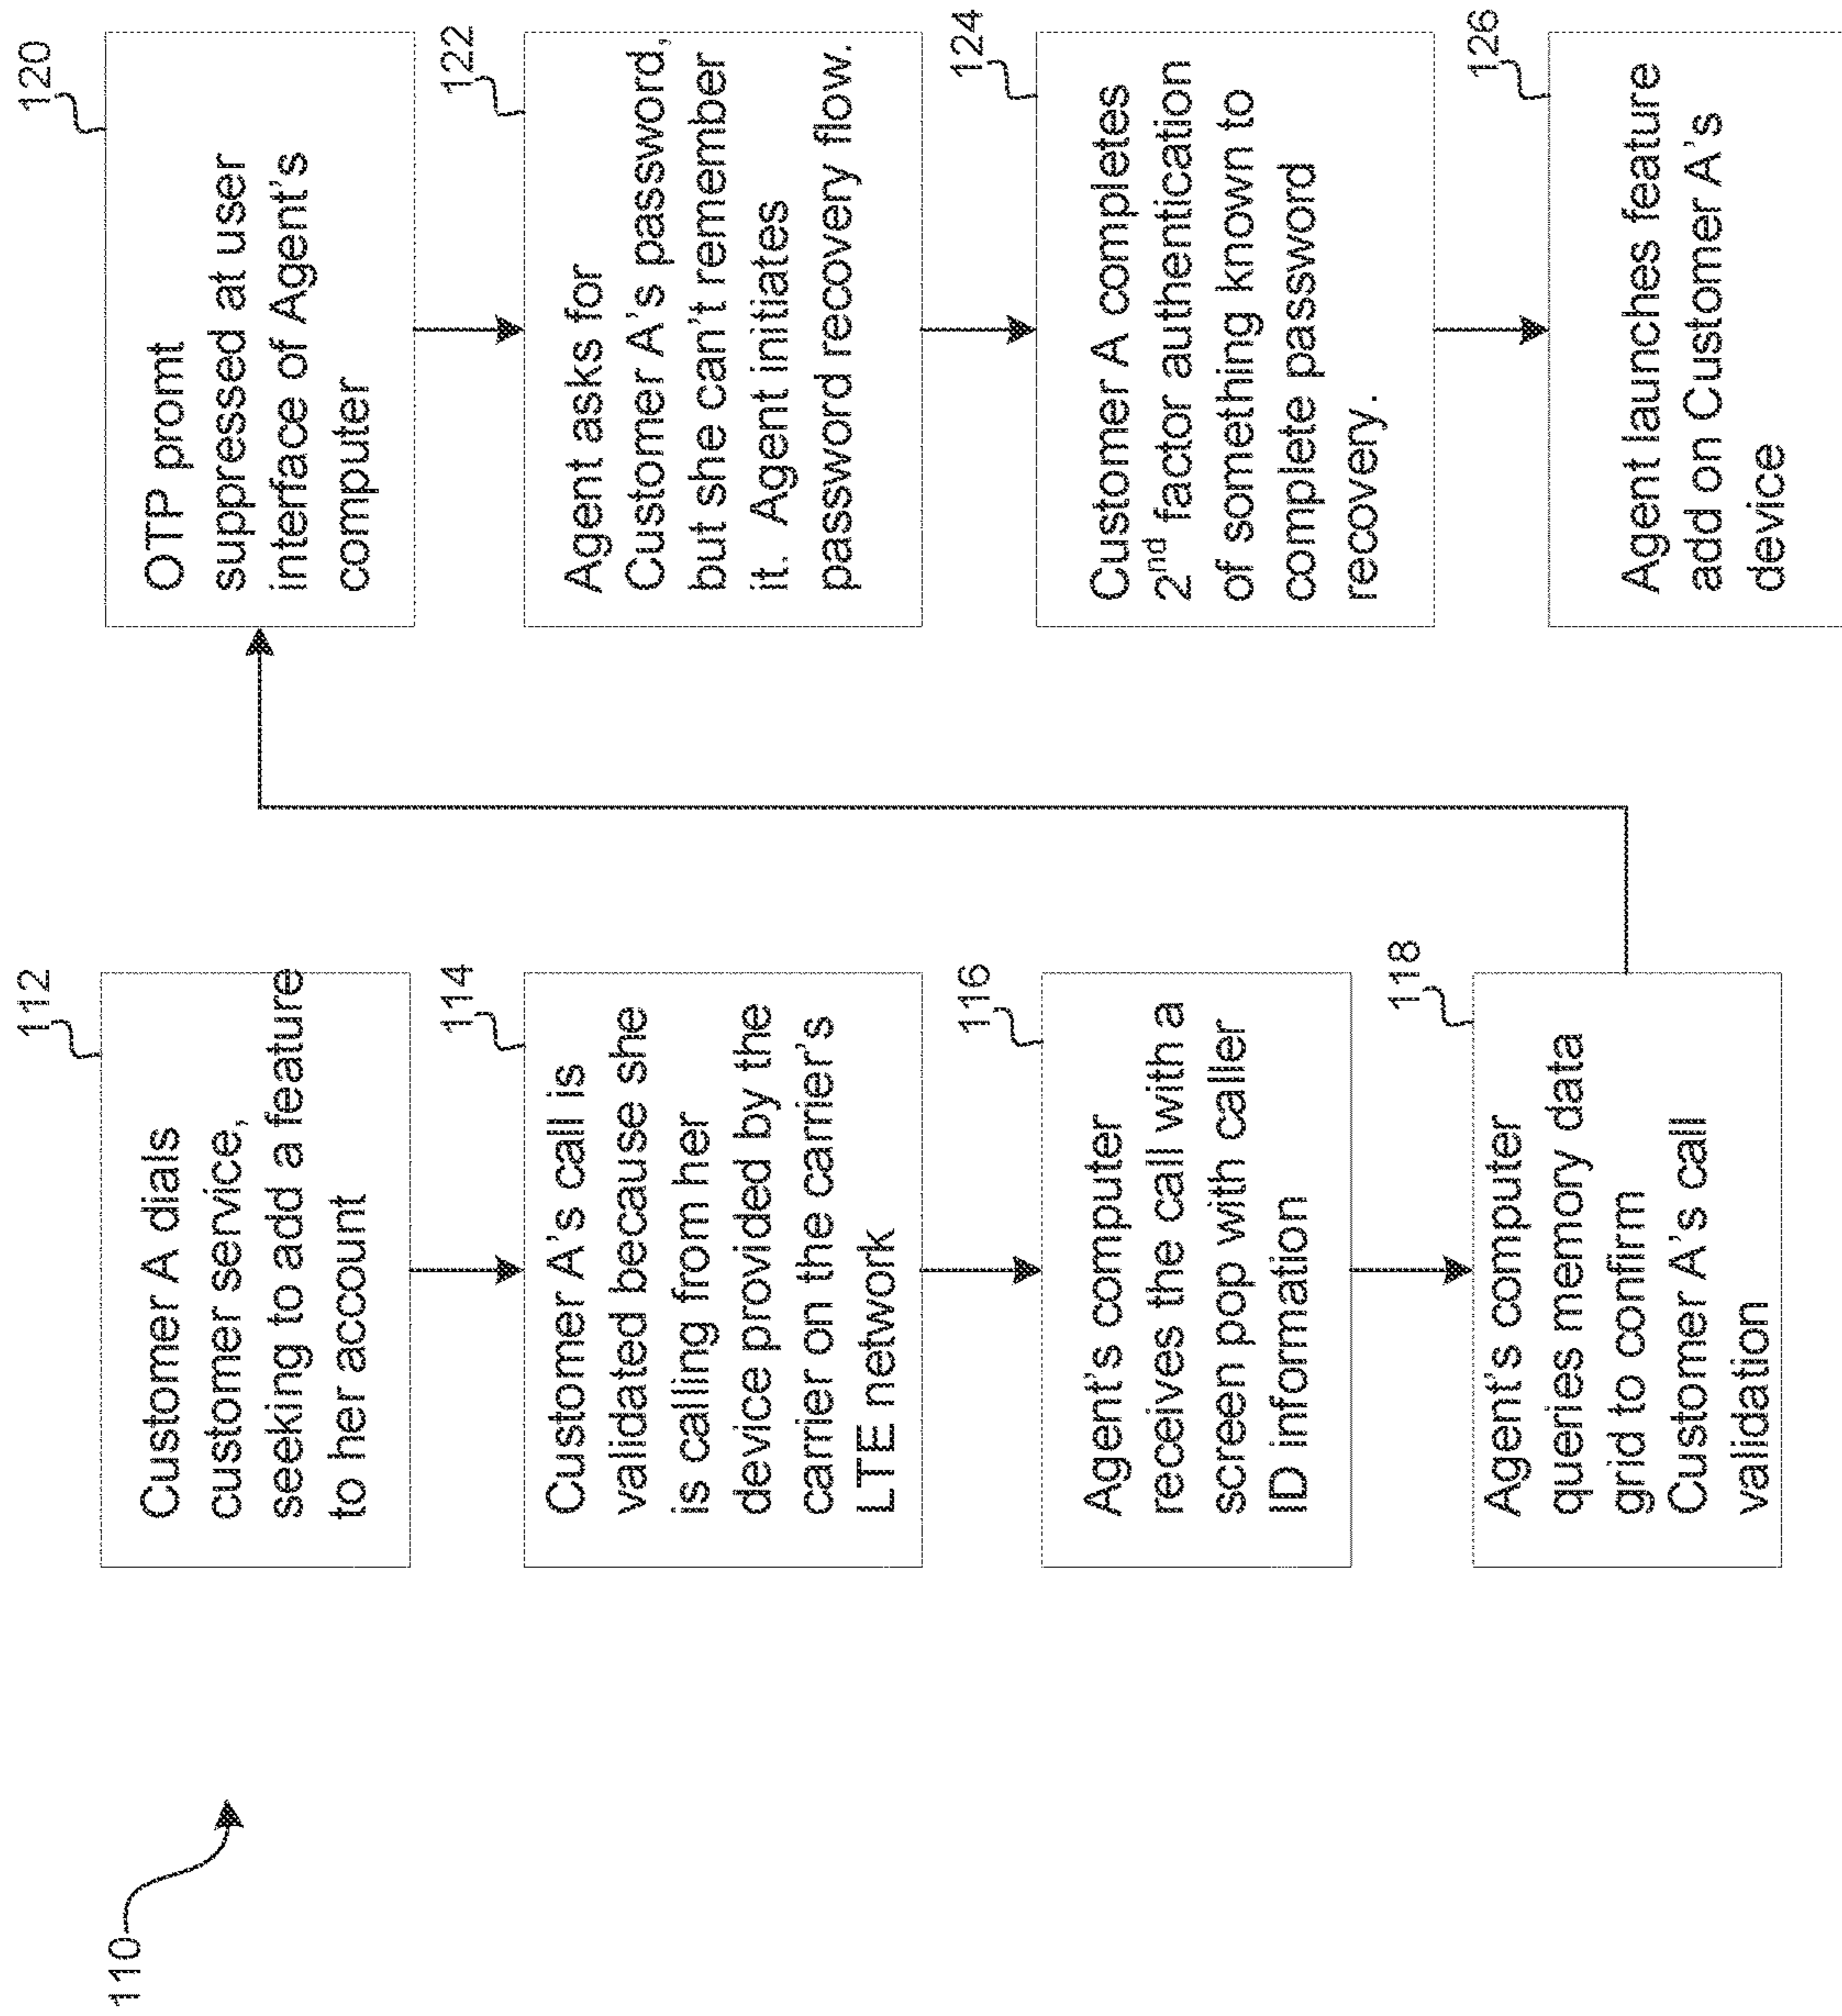 110
112
Customer A dials
customer service,
seeking to add a feature
to her account
114
Customer A's call is
validated because she
is calling from her
device provided by the
carrier on the carrier's
LTE network
116
Agent's computer
receives the call with a
screen pop with caller
ID information
118
Agent's computer
queries memory data
grid to confirm
Customer A's call
validation
120
OTP promt
suppressed at user
interface of Agent's
computer
122
Agent asks for
Customer A's password,
but she can't remember
it. Agent initiates
password recovery flow.
124
Customer A completes
2nd factor authentication
of something known to
complete password
recovery.
126
Agent launches feature
add on Customer A's
device